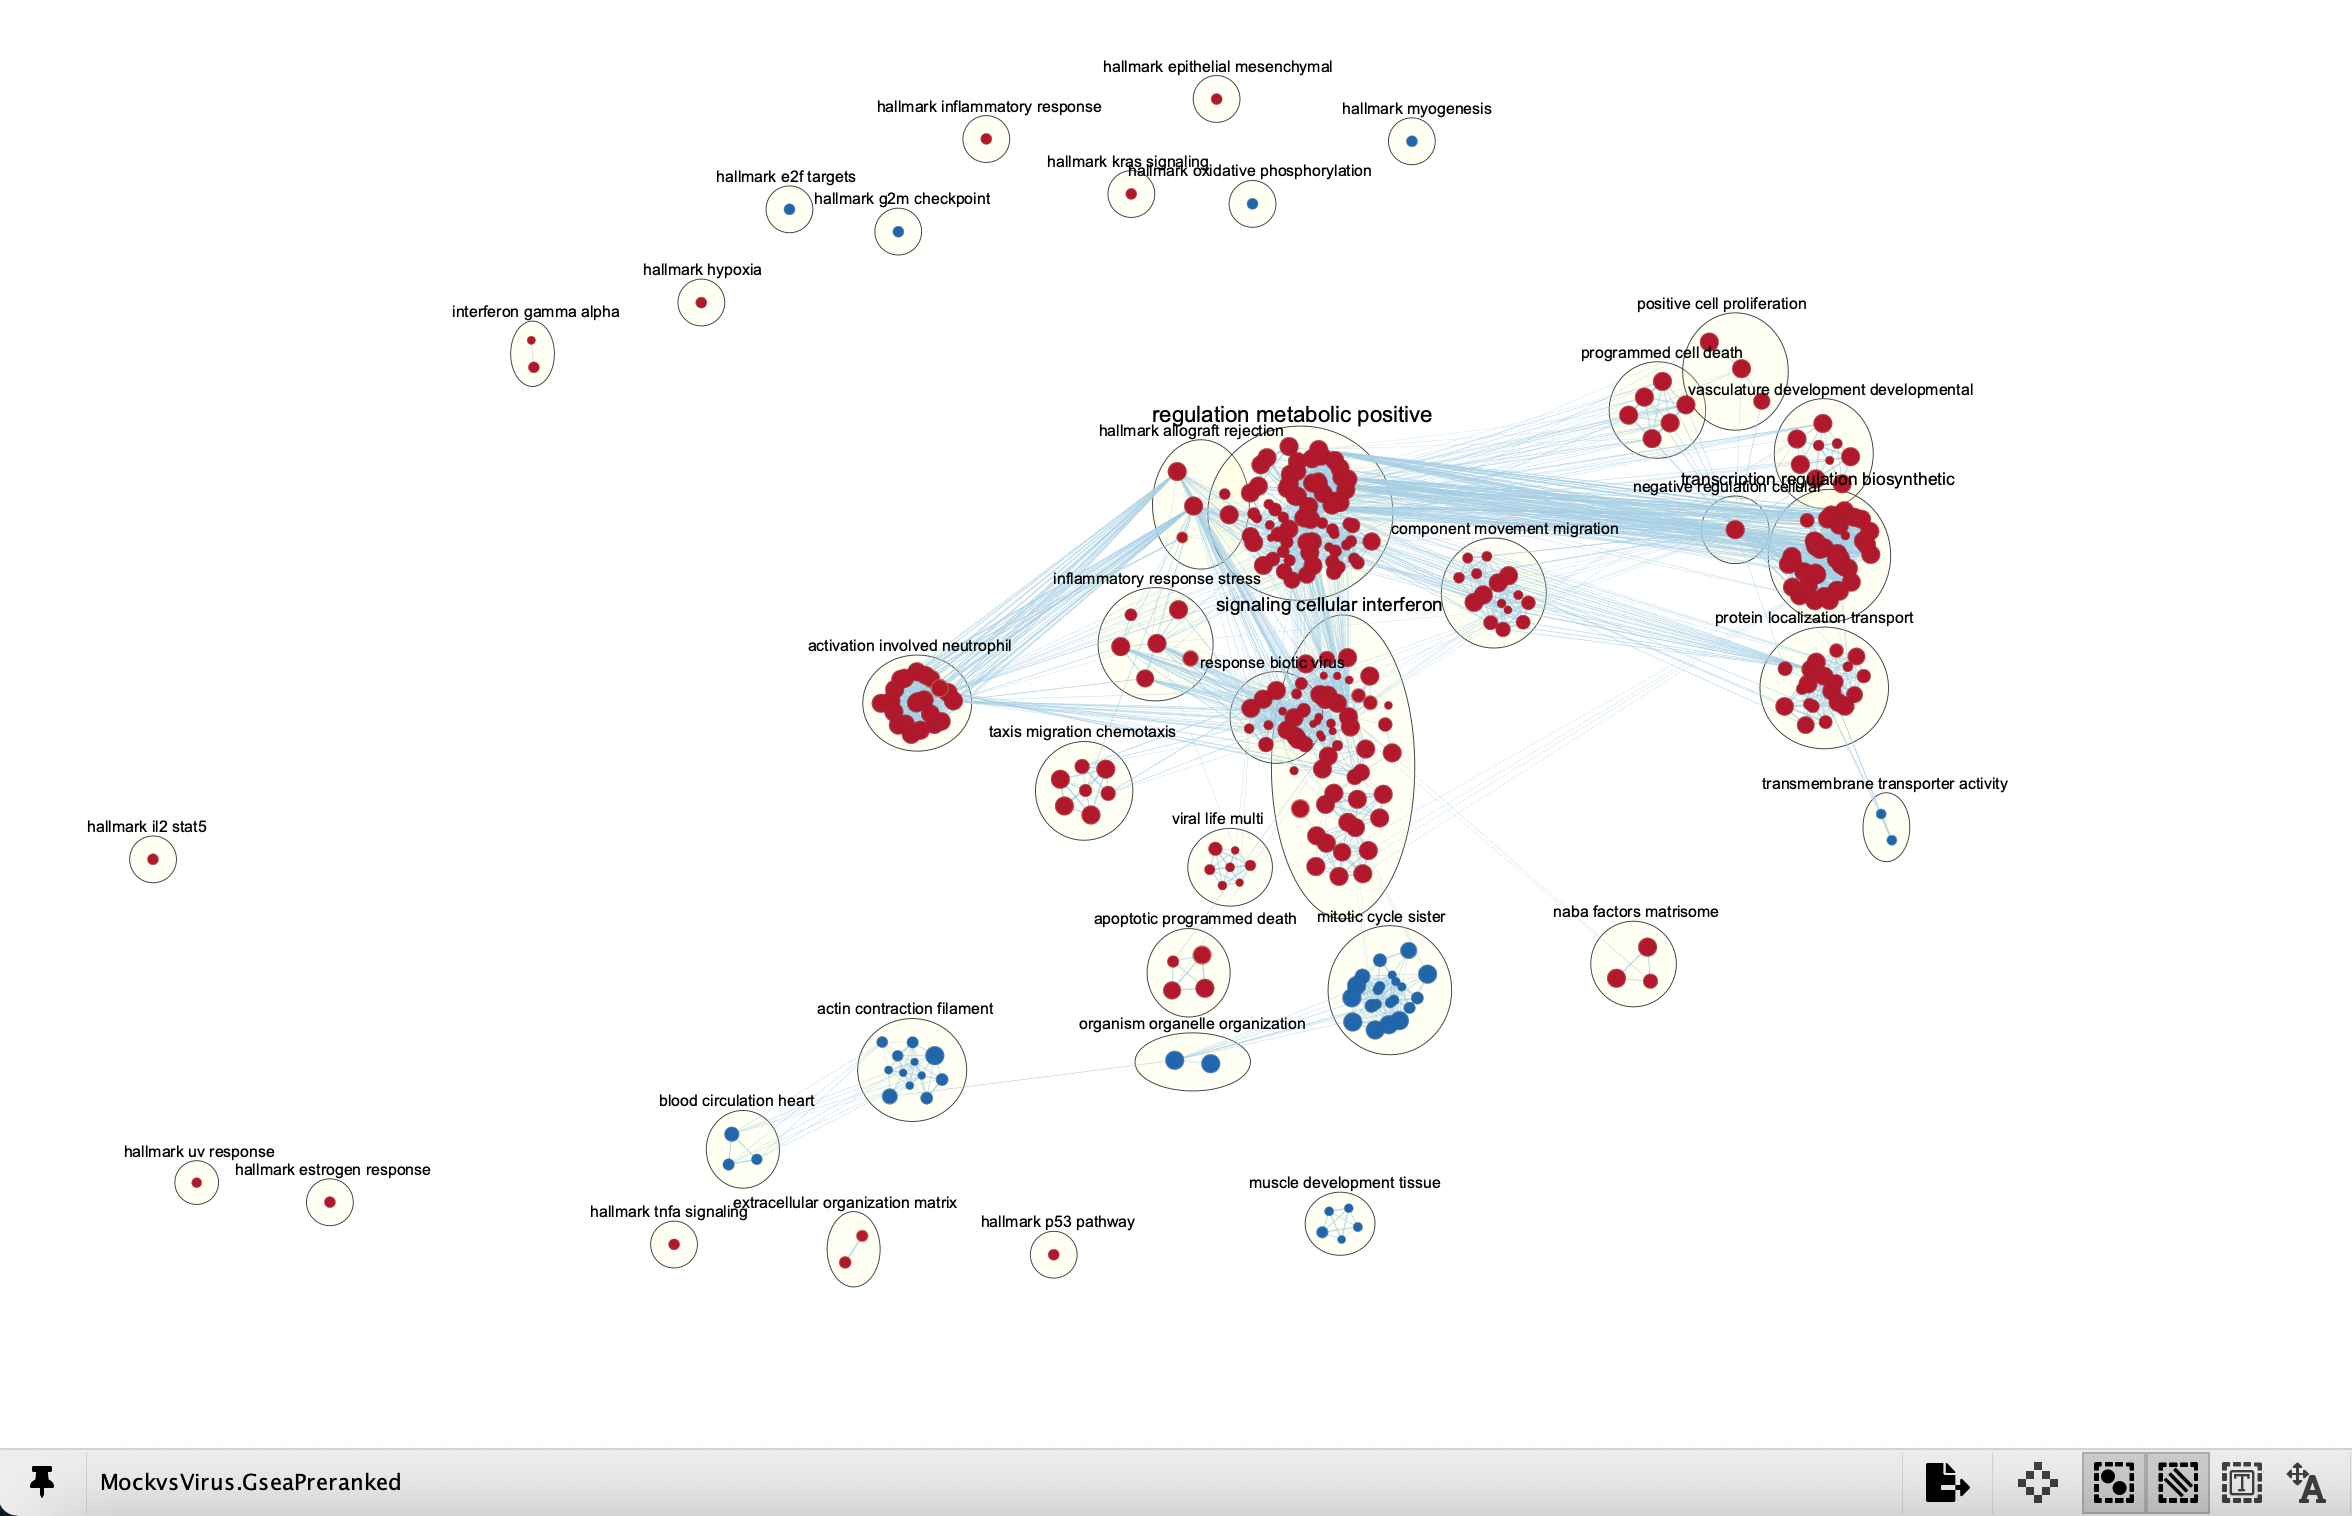 hallmark epithelial mesenchymal
hallmark inflammatory response
hallmark myogenesis
hallmark kras signaling
hallmark oxidative phosphorylation
hallmark e2f targets
hallmark g2m checkpoint
hallmark hypoxia
interferon gamma alpha
positive cell proliferation
programmed cell death
vasculature development developmental
regulation metabolic positive
hallmark allograft rejection
transcription regulation biosynthetic
negative regulation cellular
component movement migration
inflammatory response stress
signaling cellular interferon
protein localization transport
activation involved neutrophil
response biotic virus
taxis migration chemotaxis
transmembrane transporter activity
viral life multi
hallmark il2 stat5
naba factors matrisome
apoptotic programmed death
mitotic cycle sister
actin contraction filament
organism organelle organization
blood circulation heart
hallmark uv response
hallmark estrogen response
muscle development tissue
extracellular organization matrix
hallmark tnfa signaling
hallmark p53 pathway
MockvsVirus.GseaPreranked
T
A